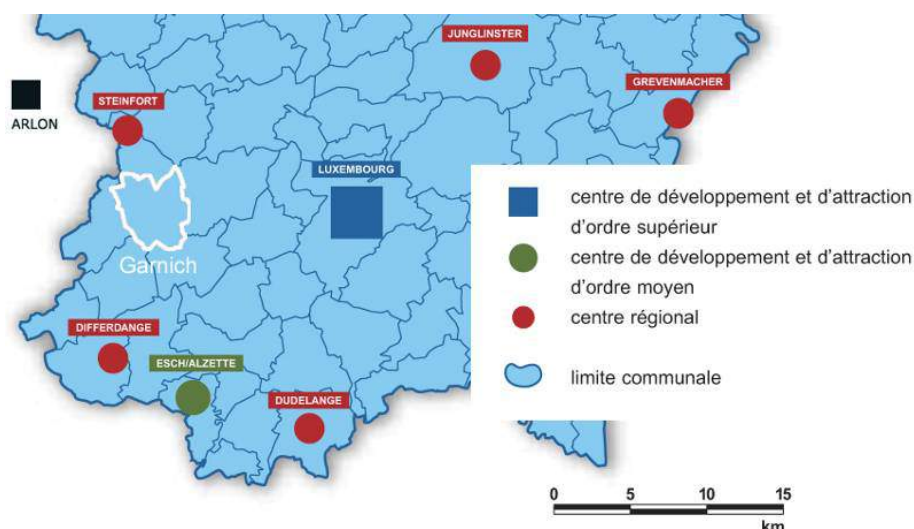 JUNGLINSTER
GREVENMACHER
STEINFORT
ARLON
LUXEMBOURG
Garnich
DIFFERDANGE
ESCH/ALZETTE
DUDELANGE
centre de développement et d'attraction
d'ordre supérieur
centre de développement et d'attraction
d'ordre moyen
centre régional
limite communale
0 5 10 15
km